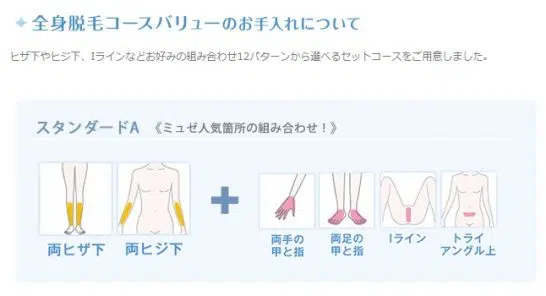 全身脱毛コースバリューのお手入れについて
ヒザ下やヒジ下、Iラインなどお好みの組み合わせ12パターンから選べるセットコースをご用意しました。
スタンダードA 《ミュゼ人気箇所の組み合わせ！》
両ヒザ下
両ヒジ下
両手の
甲と指
両足の
甲と指
Iライン
トライ
アングル上